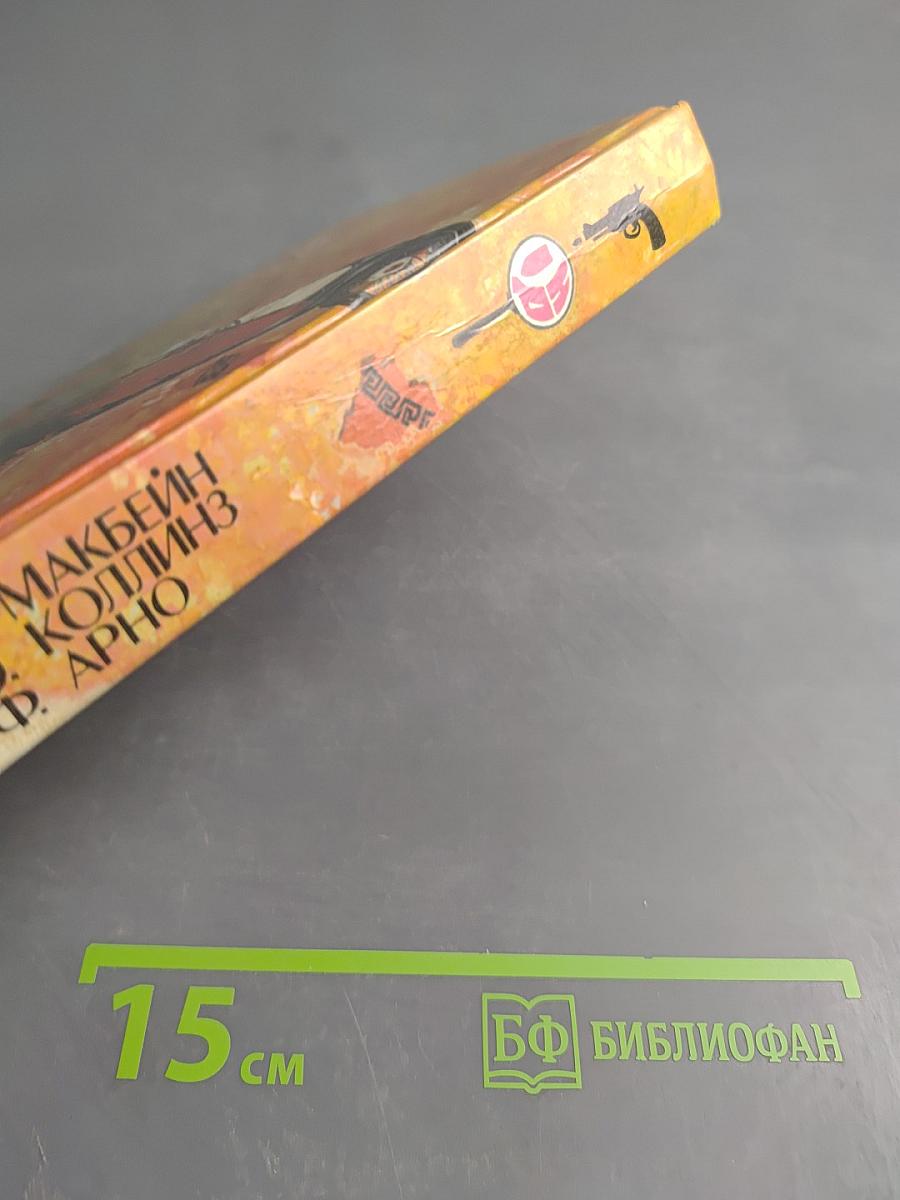 МАКБЕЙН
. КОЛЛИНЗ
Ф. АРНО
15 см
БФ БИБЛИОФАН